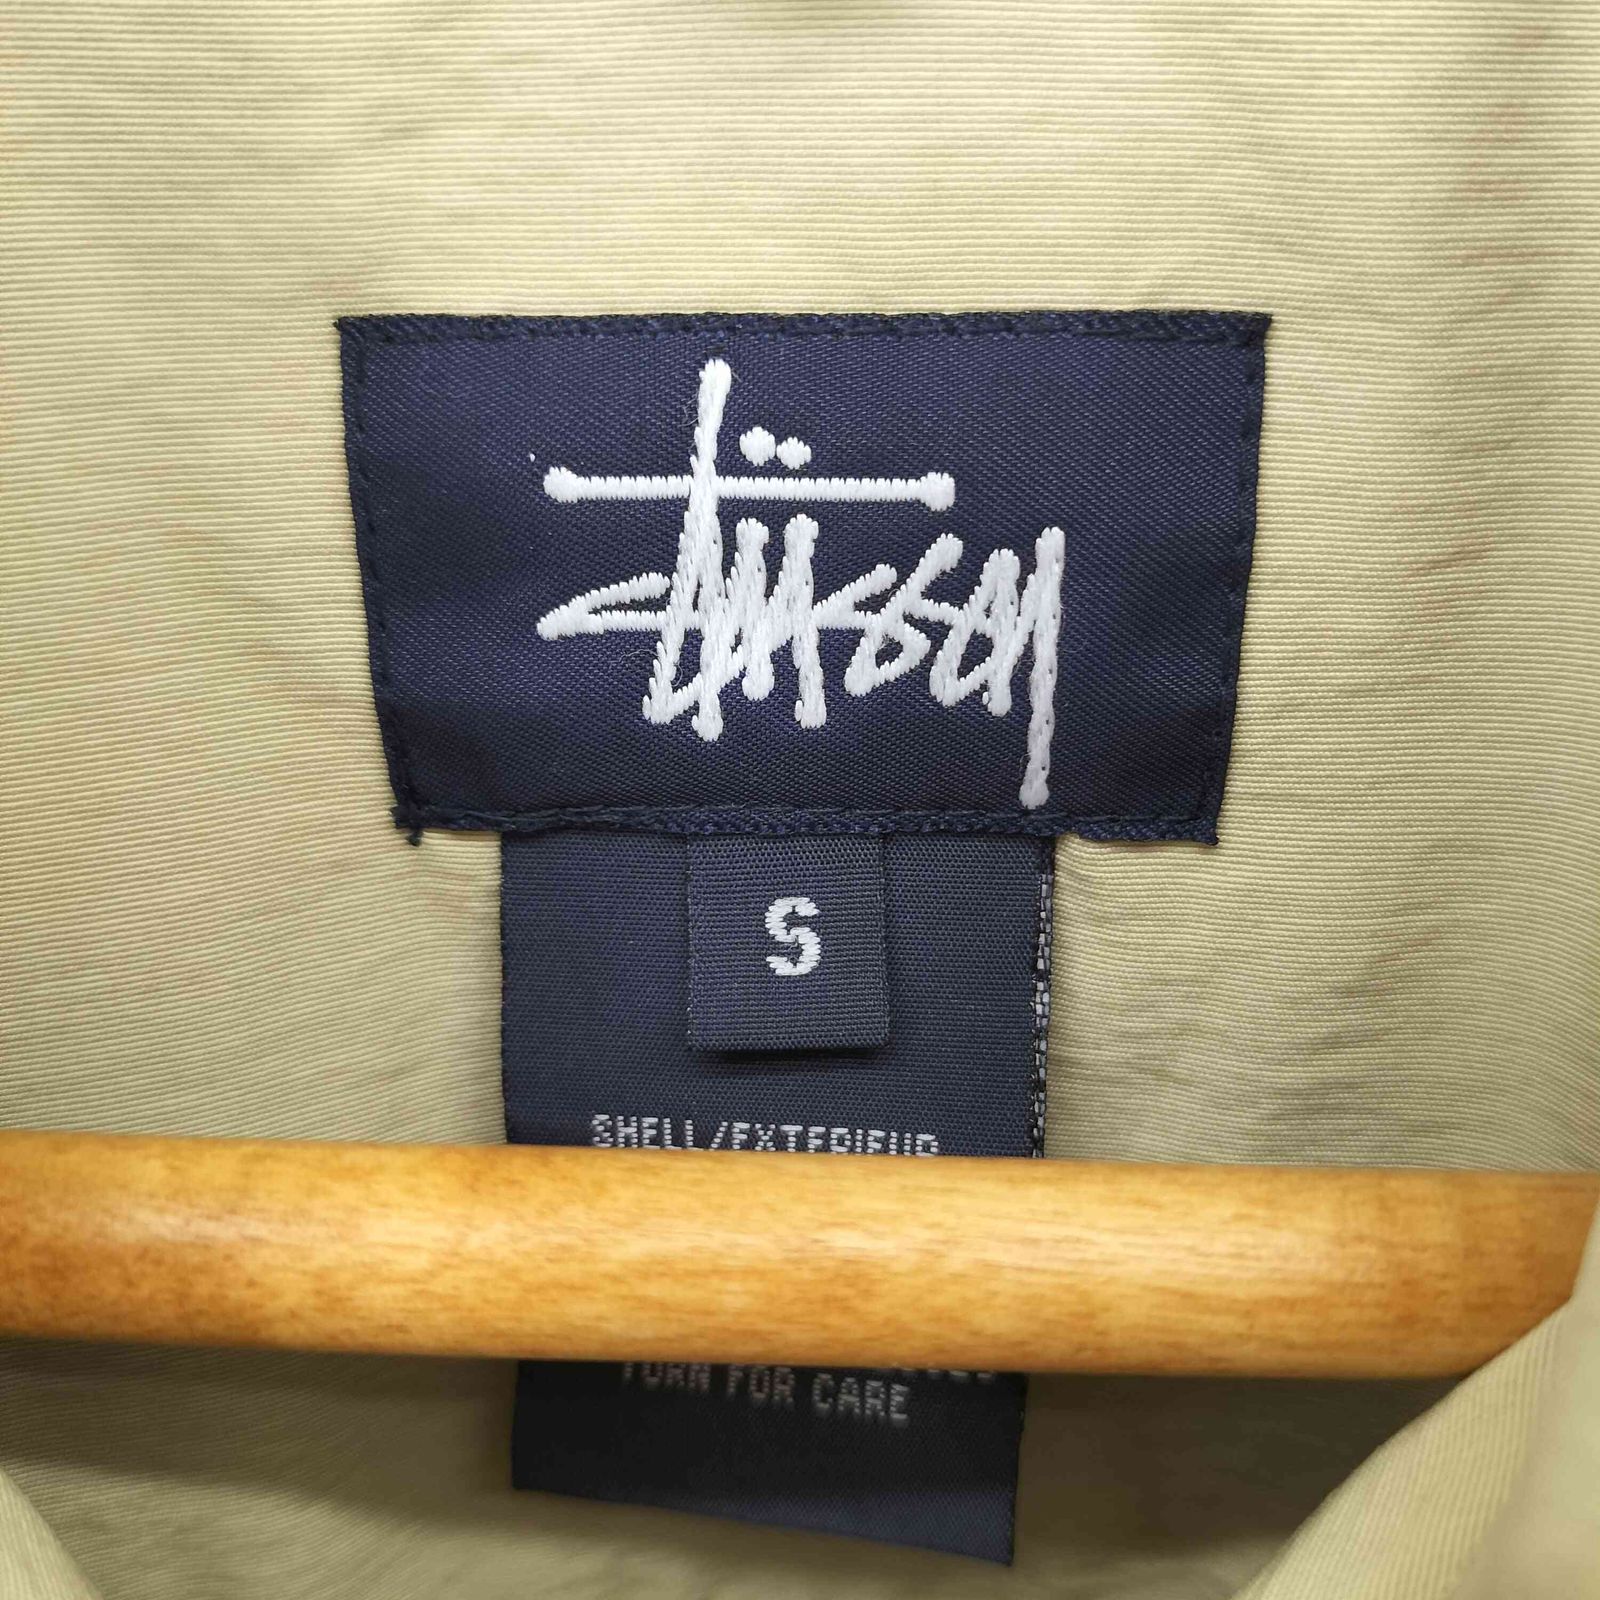 Stüssy
S
SHELL/EXTERIEUR
TURN FOR CARE